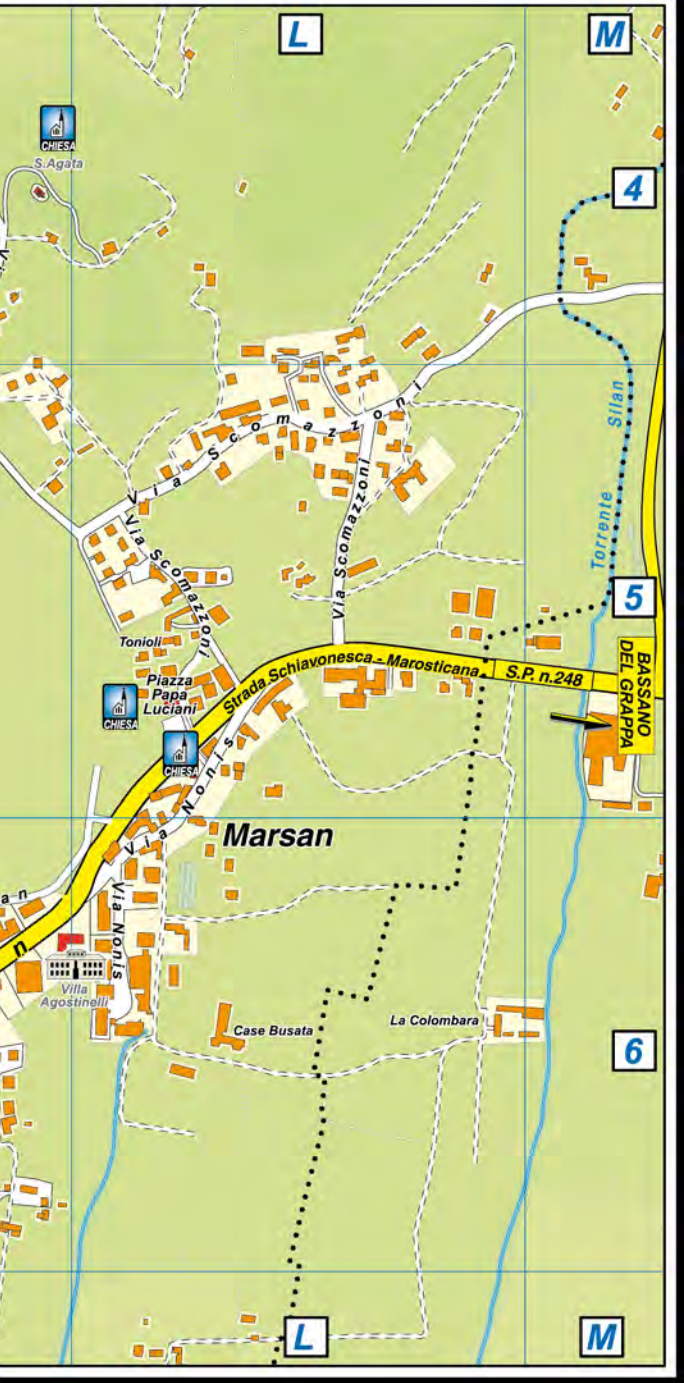 L
M
CHIESA
S.Agata
4
Silan
Torrente
Via Scomazzoni
Via Scomazzoni
Via Scomazzoni
5
Tonioli
Piazza
Papa
Luciani
CHIESA
CHIESA
Strada Schiavonesca - Marosticana
S.P. n.248
BASSANO
DEL GRAPPA
Via Nonis
Marsan
Via Nonis
an
n
Villa
Agostinelli
Case Busata
La Colombara
6
L
M